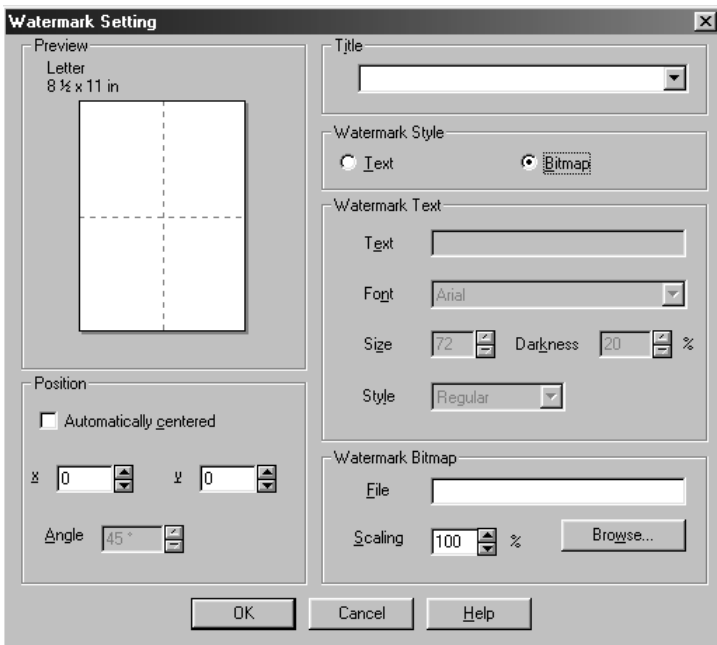 Watermark Setting
Preview
Letter
8 ½ x 11 in
Title
Watermark Style
Text
Bitmap
Watermark Text
Text
Font
Arial
Size
72
Darkness
20
%
Style
Regular
Position
Automatically centered
x
0
y
0
Angle
45 °
Watermark Bitmap
File
Scaling
100
%
Browse...
OK
Cancel
Help